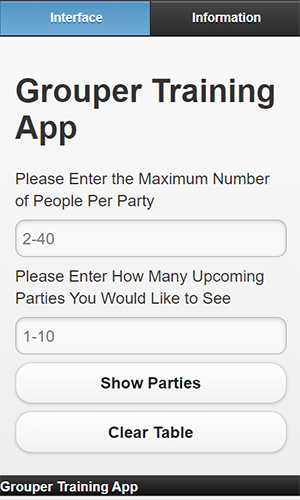 Interface
Information
Grouper Training
App
Please Enter the Maximum Number
of People Per Party
2-40
Please Enter How Many Upcoming
Parties You Would Like to See
1-10
Show Parties
Clear Table
Grouper Training App